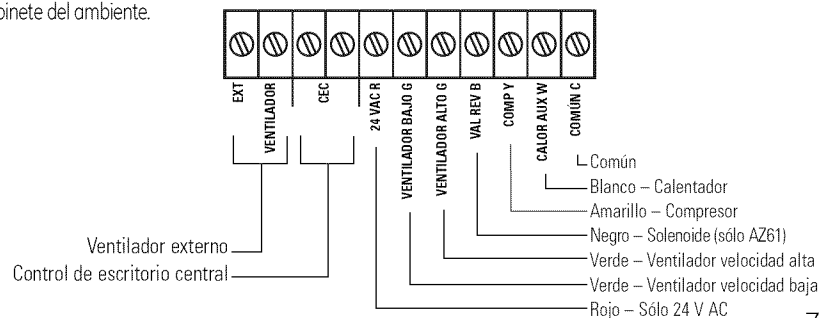 binete del ambiente.
EXT
VENTILADOR
CEC
24 VAC R
VENTILADOR BAJO G
VENTILADOR ALTO G
VAL REV B
COMP Y
CALOR AUX W
COMÚN C
Común
Blanco – Calentador
Amarillo – Compresor
Negro – Solenoide (sólo AZ61)
Verde – Ventilador velocidad alta
Verde – Ventilador velocidad baja
Rojo – Sólo 24 V AC
Ventilador externo
Control de escritorio central